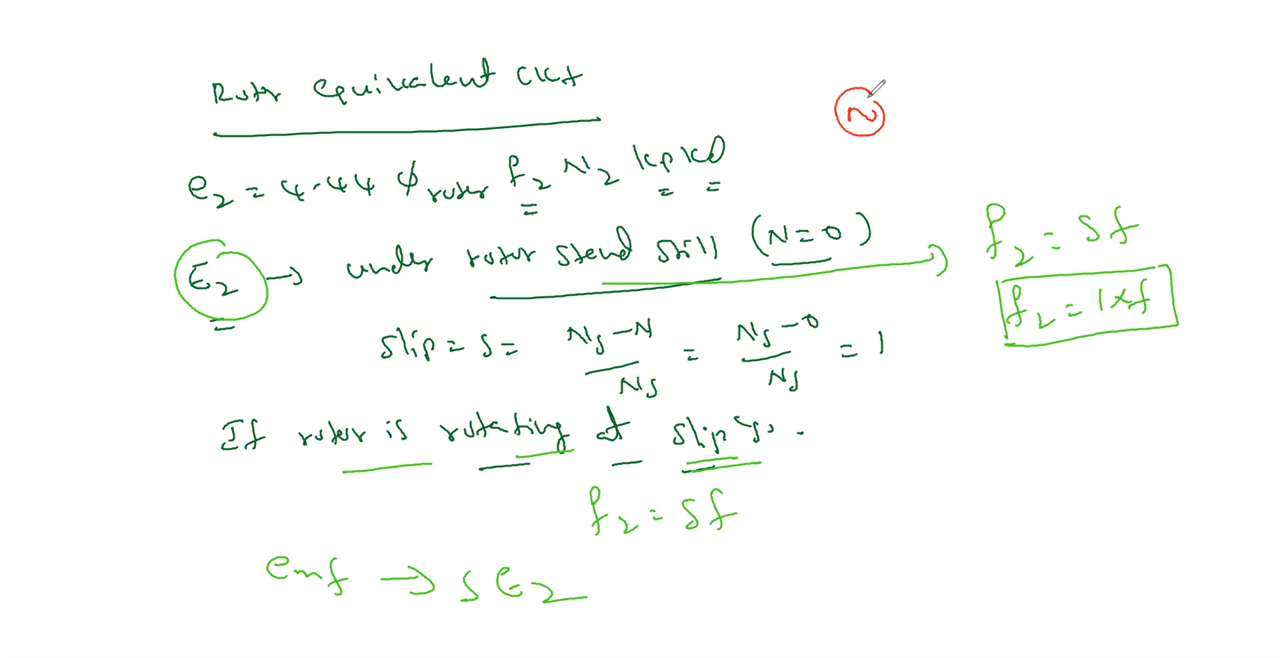 Rotor equivalent ckt
e₂ = 4.44 ϕrotor f₂ N₂ kp kd
E₂ → under rotor stand still (N=0) → f₂ = sf
f₂ = 1×f
slip = s = (Ns-N)/Ns = (Ns-0)/Ns = 1
If rotor is rotating at slip 's'.
f₂ = sf
emf → sE₂